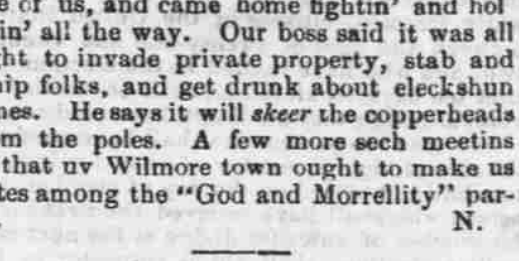 e of us, and came home fightin' and hol
in' all the way. Our boss said it was all
ght to invade private property, stab and
ip folks, and get drunk about eleckshun
nes. He says it will skeer the copperheads
m the poles. A few more sech meetins
that uv Wilmore town ought to make us
tes among the "God and Morrellity" par-
N.